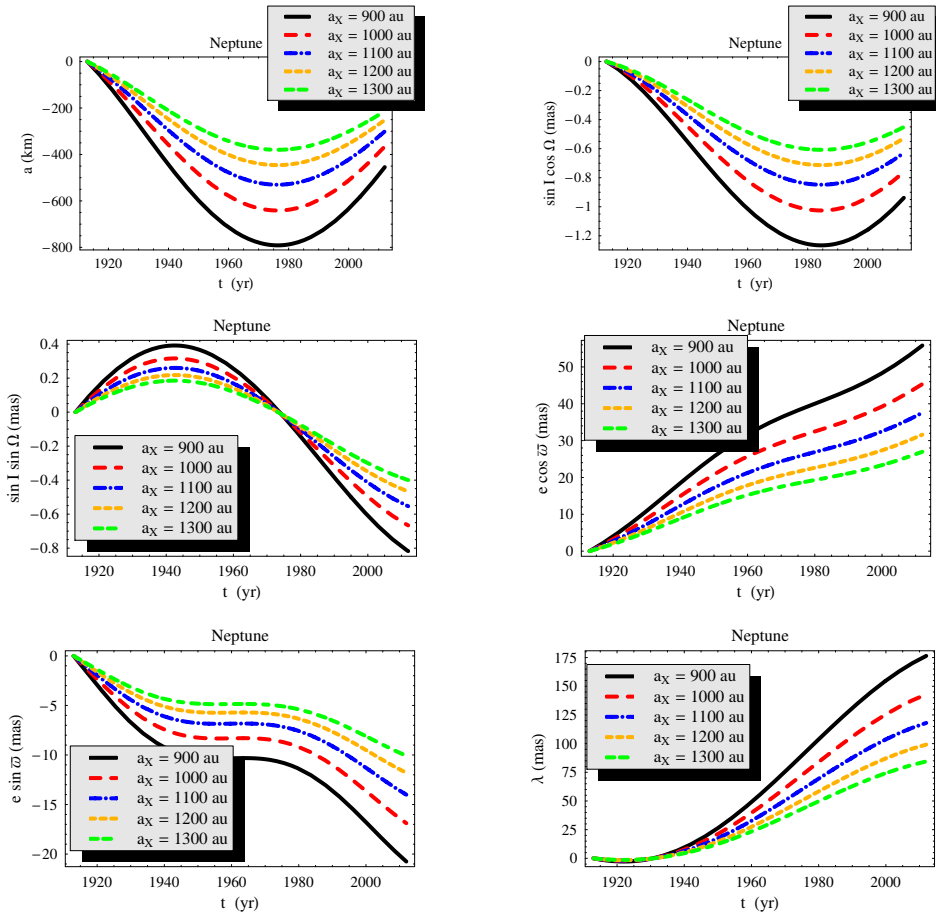 a_X = 900 au
a_X = 1000 au
a_X = 1100 au
a_X = 1200 au
a_X = 1300 au
Neptune
0
−200
−400
−600
−800
a (km)
1920 1940 1960 1980 2000
t (yr)
a_X = 900 au
a_X = 1000 au
a_X = 1100 au
a_X = 1200 au
a_X = 1300 au
Neptune
0
−0.2
−0.4
−0.6
−0.8
−1
−1.2
sin I cos Ω (mas)
1920 1940 1960 1980 2000
t (yr)
Neptune
0.4
0.2
0
−0.2
−0.4
−0.6
−0.8
sin I sin Ω (mas)
a_X = 900 au
a_X = 1000 au
a_X = 1100 au
a_X = 1200 au
a_X = 1300 au
1920 1940 1960 1980 2000
t (yr)
Neptune
50
40
30
20
10
0
e cos ϖ (mas)
a_X = 900 au
a_X = 1000 au
a_X = 1100 au
a_X = 1200 au
a_X = 1300 au
1920 1940 1960 1980 2000
t (yr)
Neptune
0
−5
−10
−15
−20
e sin ϖ (mas)
a_X = 900 au
a_X = 1000 au
a_X = 1100 au
a_X = 1200 au
a_X = 1300 au
1920 1940 1960 1980 2000
t (yr)
Neptune
175
150
125
100
75
50
25
0
λ (mas)
a_X = 900 au
a_X = 1000 au
a_X = 1100 au
a_X = 1200 au
a_X = 1300 au
1920 1940 1960 1980 2000
t (yr)